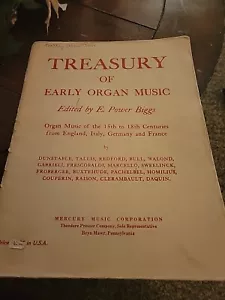 TREASURY
OF
EARLY ORGAN MUSIC
Edited by E. Power Biggs
Organ Music of the 15th to 18th Centuries
from England, Italy, Germany and France
by
DUNSTABLE, TALLIS, REDFORD, BULL, WALOND,
GABRIELI, FRESCOBALDI, MARCELLO, SWEELINCK,
FROBERGER, BUXTEHUDE, PACHELBEL, HOMILIUS,
COUPERIN, RAISON, CLERAMBAULT, DAQUIN.
MERCURY MUSIC CORPORATION
Theodore Presser Company, Sole Representative
Bryn Mawr, Pennsylvania
in U.S.A.